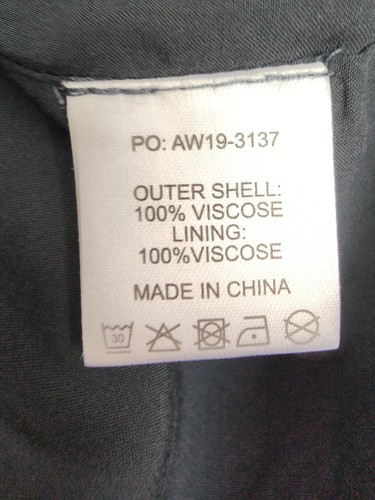 PO: AW19-3137
OUTER SHELL:
100% VISCOSE
LINING:
100%VISCOSE
MADE IN CHINA
30